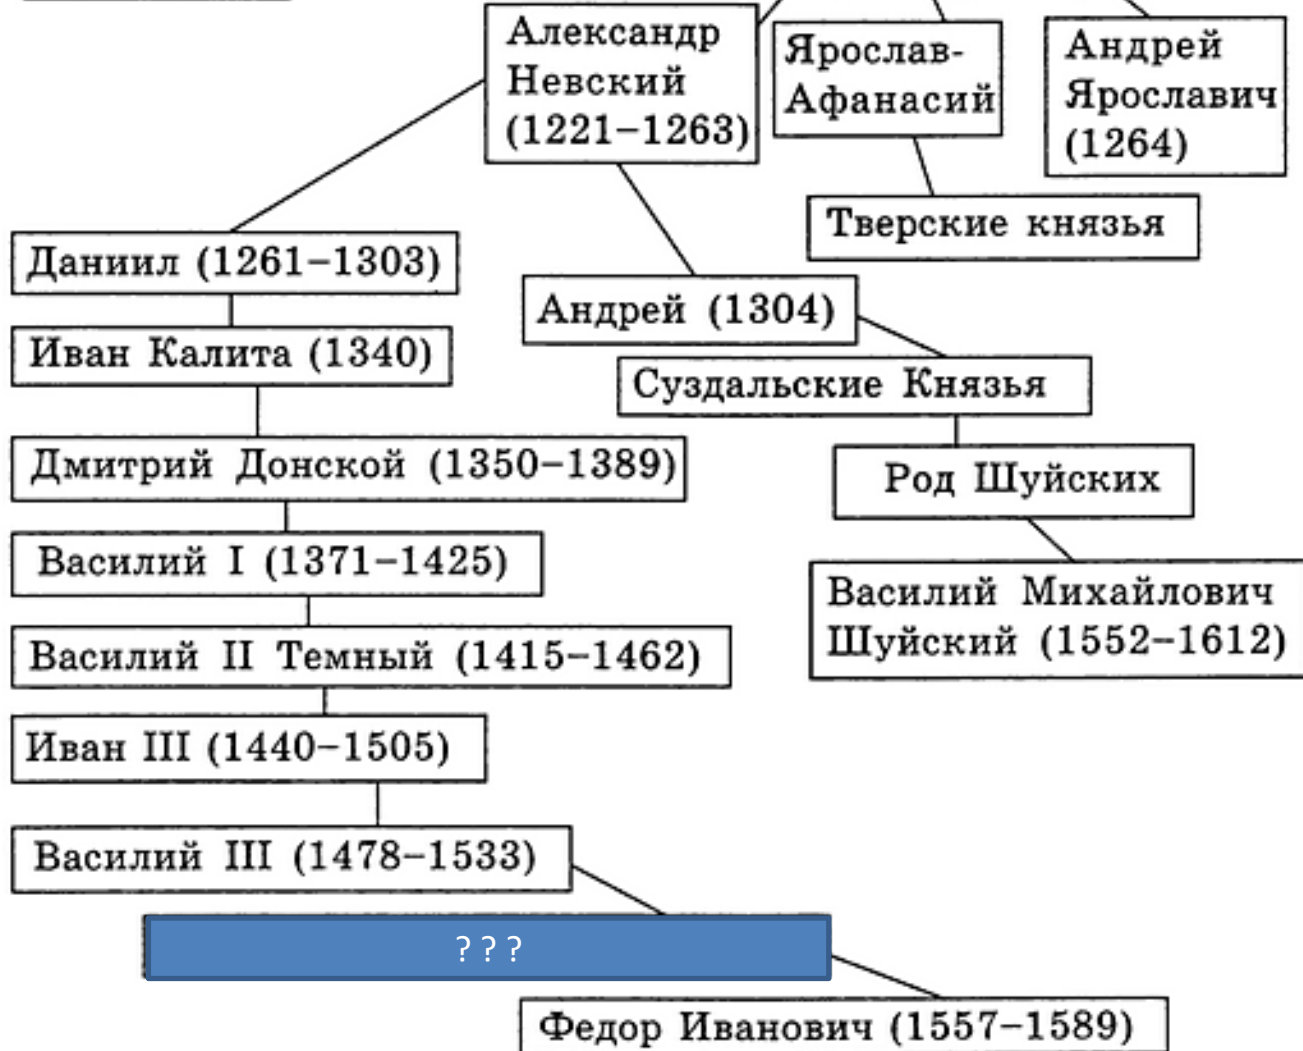 Александр
Невский
(1221–1263)
Ярослав-
Афанасий
Андрей
Ярославич
(1264)
Тверские князья
Даниил (1261–1303)
Андрей (1304)
Иван Калита (1340)
Суздальские Князья
Дмитрий Донской (1350–1389)
Род Шуйских
Василий I (1371–1425)
Василий Михайлович
Шуйский (1552–1612)
Василий II Темный (1415–1462)
Иван III (1440–1505)
Василий III (1478–1533)
? ? ?
Федор Иванович (1557–1589)